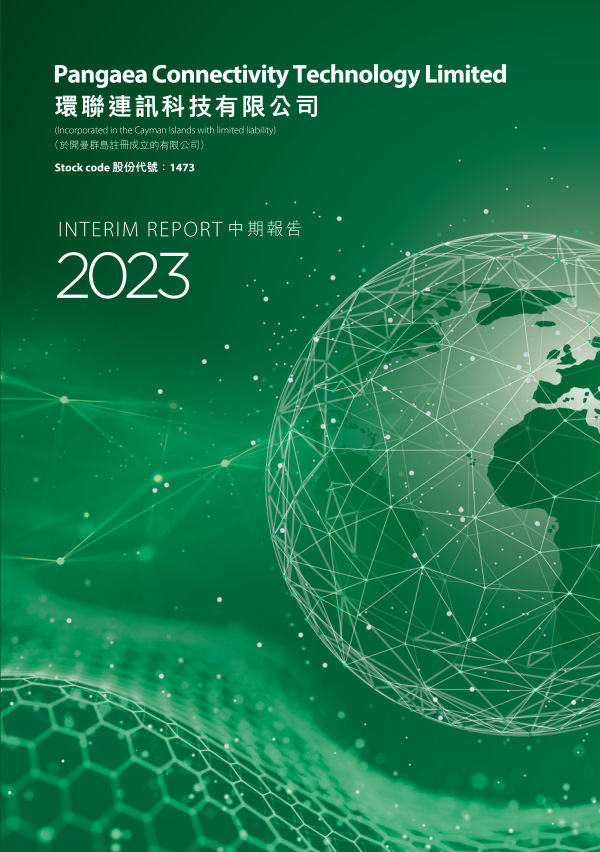 Pangaea Connectivity Technology Limited
環聯連訊科技有限公司
(Incorporated in the Cayman Islands with limited liability)
（於開曼群島註冊成立的有限公司）
Stock code 股份代號：1473
INTERIM REPORT 中期報告
2023